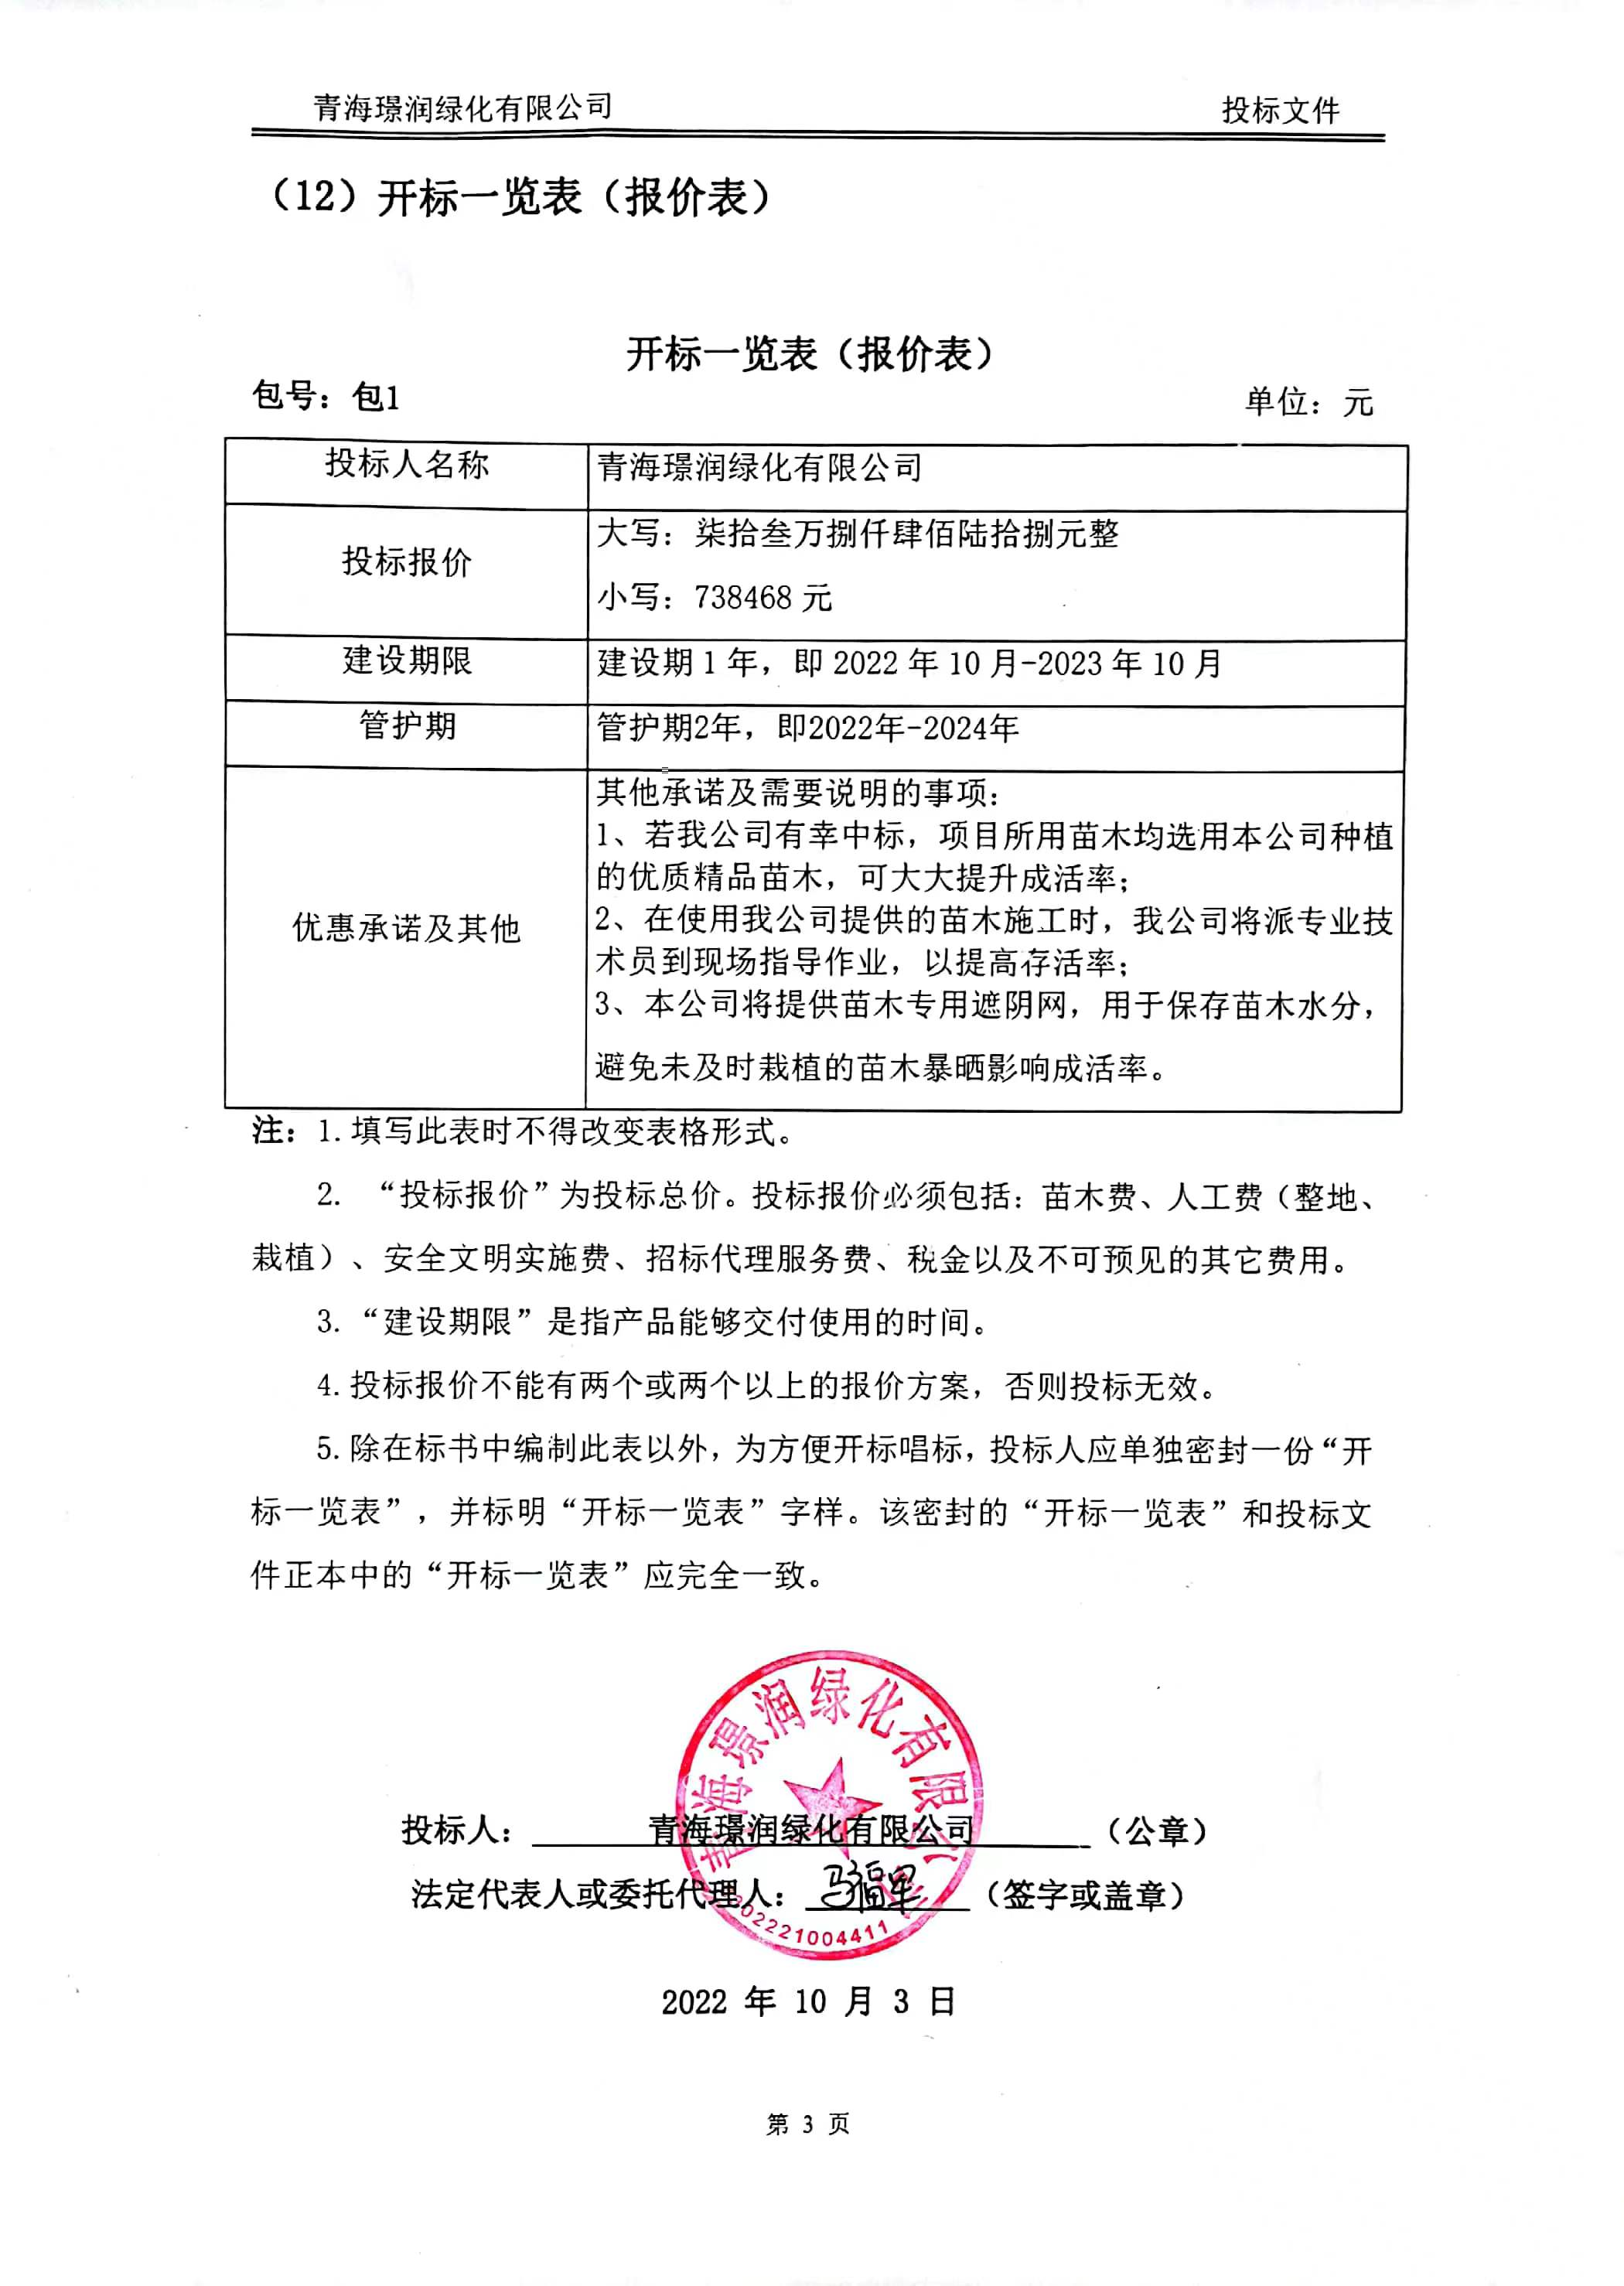 青海璟润绿化有限公司 投标文件
（12）开标一览表（报价表）
开标一览表（报价表）
包号：包1 单位：元
投标人名称 青海璟润绿化有限公司
投标报价 大写：柒拾叁万捌仟肆佰陆拾捌元整
小写：738468 元
建设期限 建设期 1 年，即 2022 年 10 月-2023 年 10 月
管护期 管护期2年，即2022年-2024年
优惠承诺及其他
其他承诺及需要说明的事项：
1、若我公司有幸中标，项目所用苗木均选用本公司种植
的优质精品苗木，可大大提升成活率；
2、在使用我公司提供的苗木施工时，我公司将派专业技
术员到现场指导作业，以提高存活率；
3、本公司将提供苗木专用遮阴网，用于保存苗木水分，
避免未及时栽植的苗木暴晒影响成活率。
注：1.填写此表时不得改变表格形式。
2. “投标报价”为投标总价。投标报价必须包括：苗木费、人工费（整地、
栽植）、安全文明实施费、招标代理服务费、税金以及不可预见的其它费用。
3. “建设期限”是指产品能够交付使用的时间。
4.投标报价不能有两个或两个以上的报价方案，否则投标无效。
5.除在标书中编制此表以外，为方便开标唱标，投标人应单独密封一份“开
标一览表”，并标明“开标一览表”字样。该密封的“开标一览表”和投标文
件正本中的“开标一览表”应完全一致。
青海璟润绿化有限公司
投标人： 青海璟润绿化有限公司 （公章）
法定代表人或委托代理人： （签字或盖章）
2022 年 10 月 3 日
第 3 页